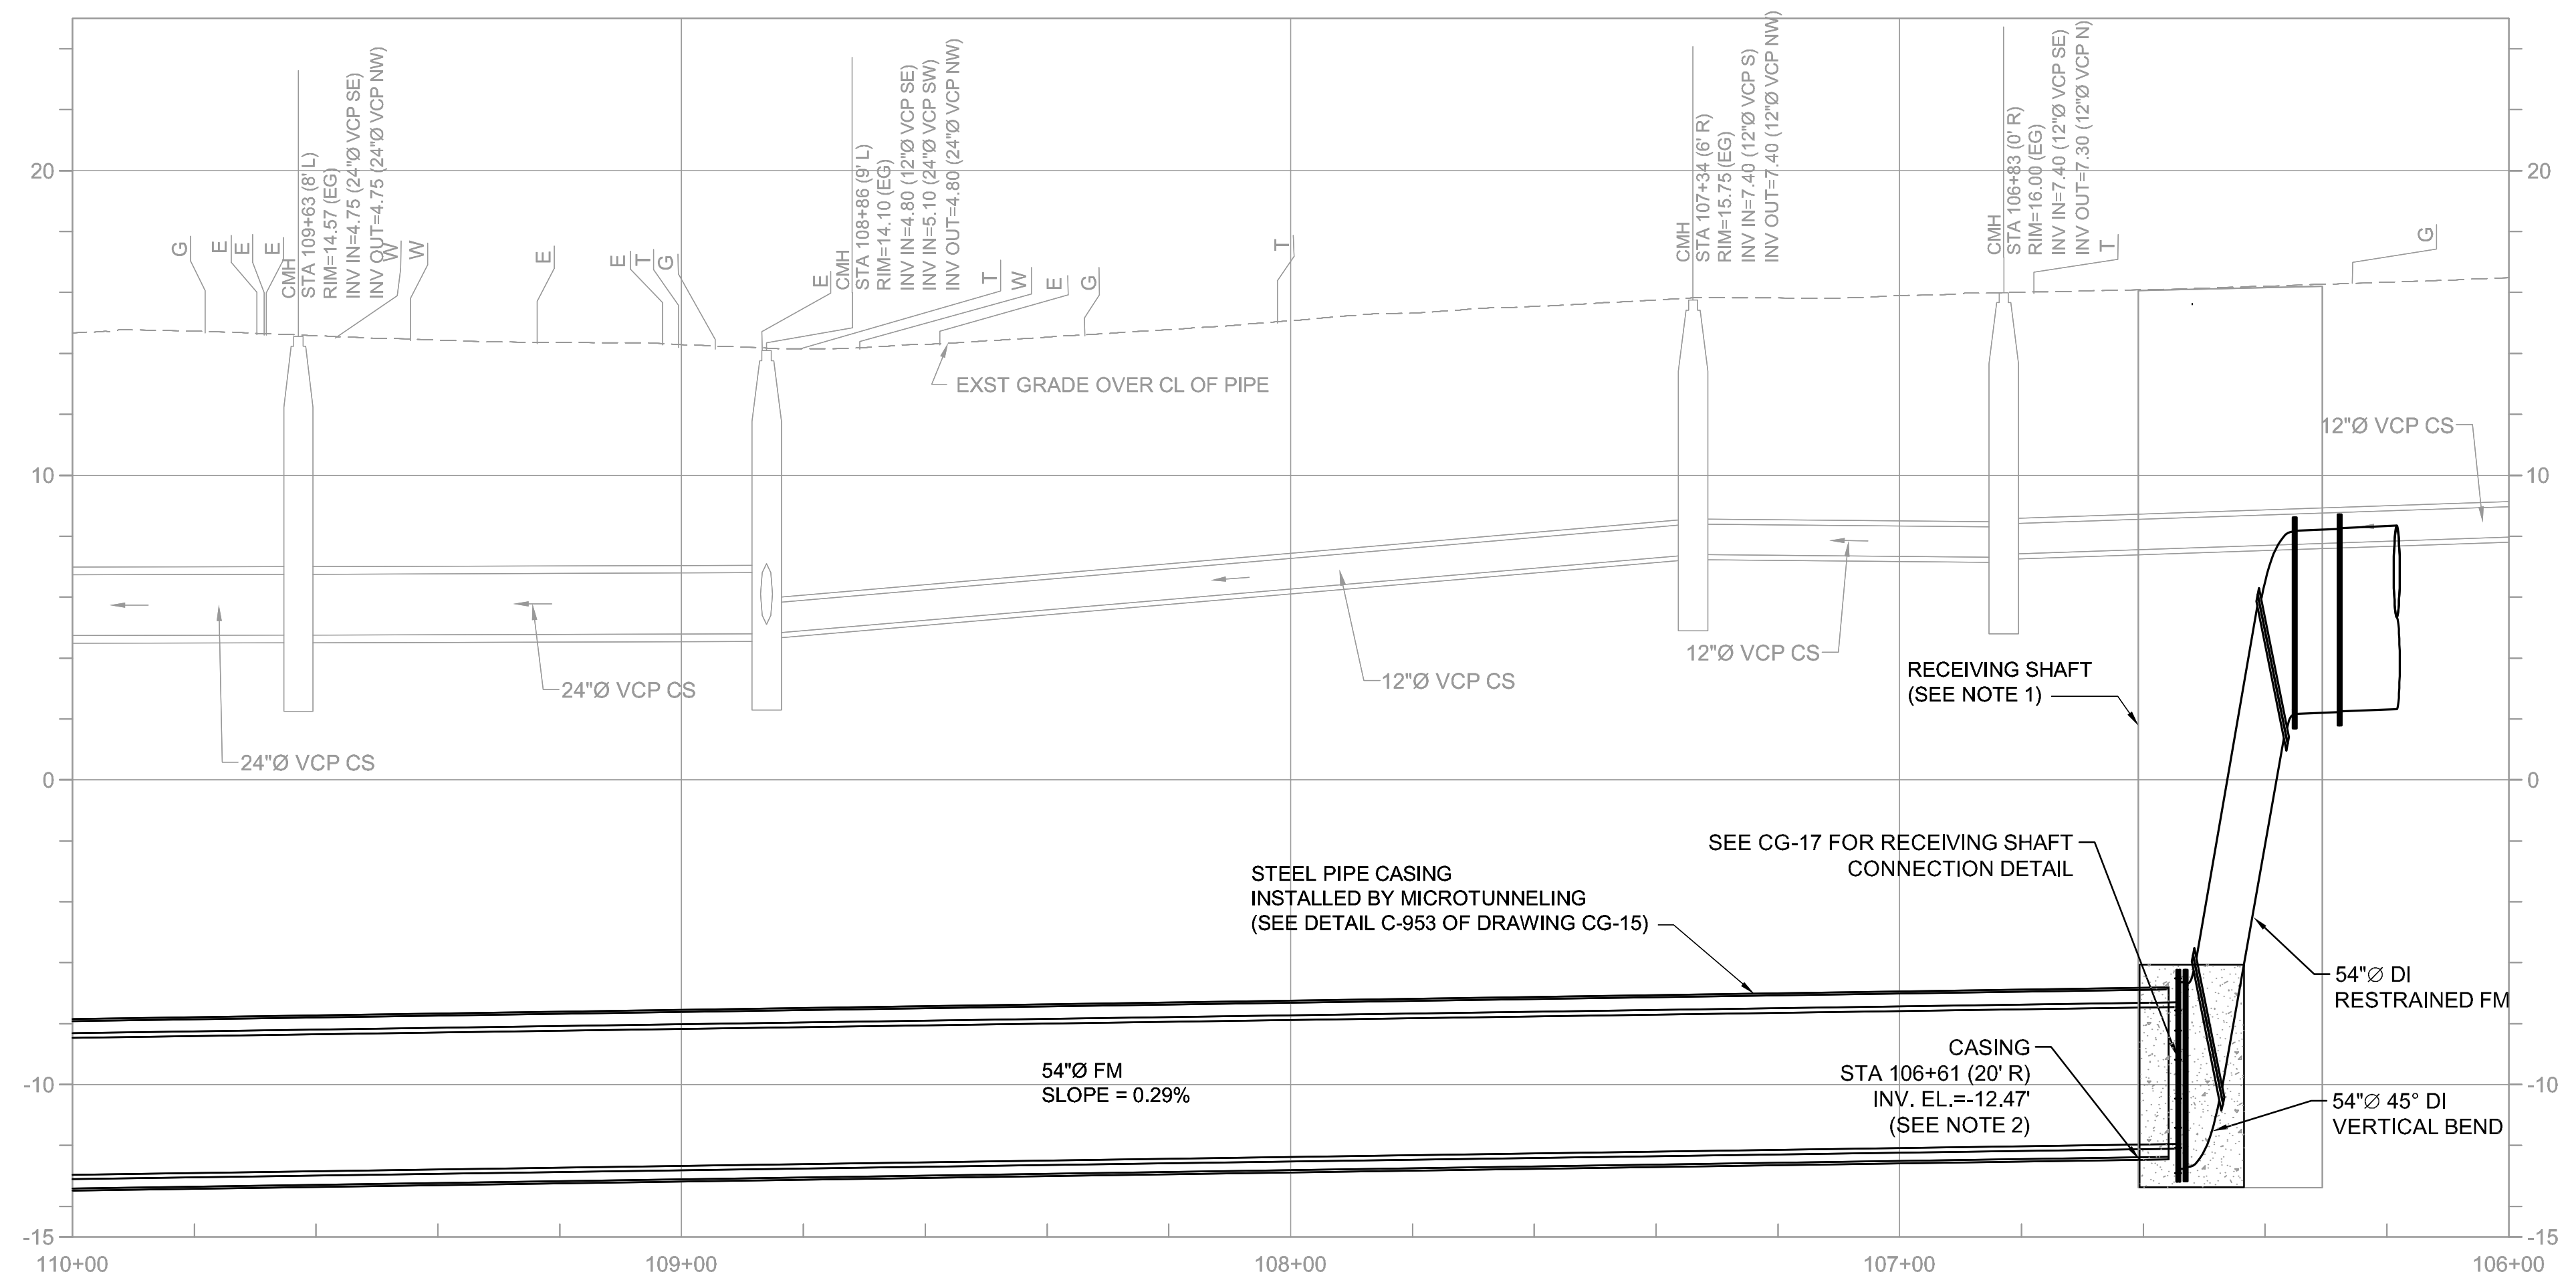 G
E
E
E
CMH
STA 109+63 (8' L)
RIM=14.57 (EG)
INV IN=4.75 (24"Ø VCP SE)
INV OUT=4.75 (24"Ø VCP NW)
W
W
E
E
T
G
E
CMH
STA 108+86 (9' L)
RIM=14.10 (EG)
INV IN=4.80 (12"Ø VCP SE)
INV IN=5.10 (24"Ø VCP SW)
INV OUT=4.80 (24"Ø VCP NW)
T
W
E
G
T
CMH
STA 107+34 (6' R)
RIM=15.75 (EG)
INV IN=7.40 (12"Ø VCP S)
INV OUT=7.40 (12"Ø VCP NW)
CMH
STA 106+83 (0' R)
RIM=16.00 (EG)
INV IN=7.40 (12"Ø VCP SE)
INV OUT=7.30 (12"Ø VCP N)
T
G
20
20
EXST GRADE OVER CL OF PIPE
12"Ø VCP CS
10
10
12"Ø VCP CS
RECEIVING SHAFT
(SEE NOTE 1)
12"Ø VCP CS
24"Ø VCP CS
24"Ø VCP CS
0
0
SEE CG-17 FOR RECEIVING SHAFT
CONNECTION DETAIL
STEEL PIPE CASING
INSTALLED BY MICROTUNNELING
(SEE DETAIL C-953 OF DRAWING CG-15)
54"Ø DI
RESTRAINED FM
CASING
STA 106+61 (20' R)
INV. EL.=-12.47'
(SEE NOTE 2)
54"Ø FM
SLOPE = 0.29%
-10
-10
54"Ø 45° DI
VERTICAL BEND
-15
-15
110+00
109+00
108+00
107+00
106+00